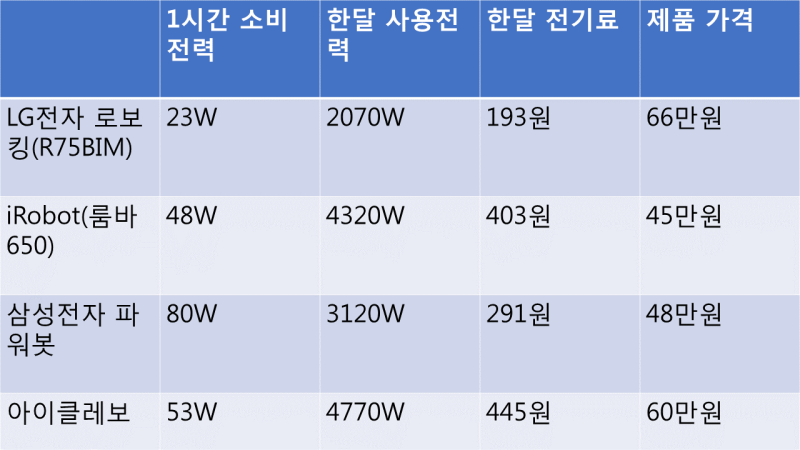 1시간 소비
전력
한달 사용전
력
한달 전기료
제품 가격
LG전자 로보
킹(R75BIM)
23W
2070W
193원
66만원
iRobot(룸바
650)
48W
4320W
403원
45만원
삼성전자 파
워봇
80W
3120W
291원
48만원
아이클레보
53W
4770W
445원
60만원